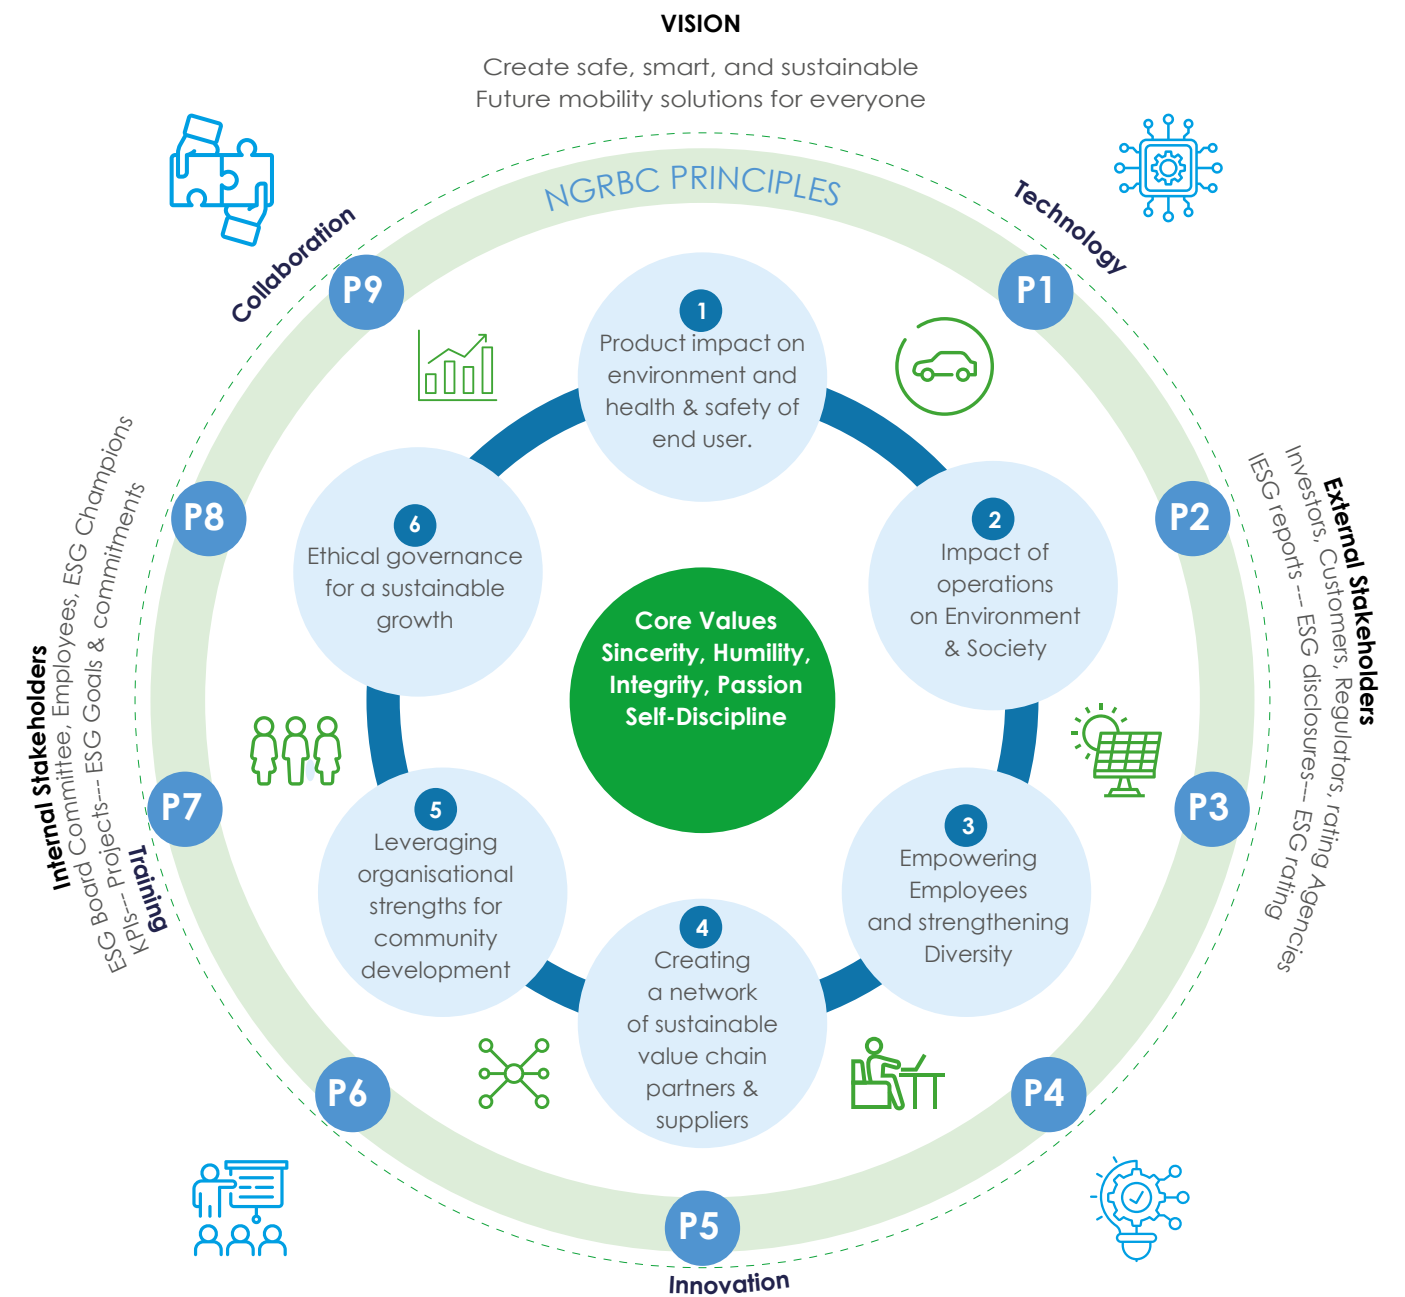 VISION
Create safe, smart, and sustainable
Future mobility solutions for everyone
NGRBC PRINCIPLES
Collaboration
Technology
P9
P1
P8
P2
P7
P3
P6
P4
P5
1
Product impact on
environment and
health & safety of
end user.
2
Impact of
operations
on Environment
& Society
3
Empowering
Employees
and strengthening
Diversity
4
Creating
a network
of sustainable
value chain
partners &
suppliers
5
Leveraging
organisational
strengths for
community
development
6
Ethical governance
for a sustainable
growth
Core Values
Sincerity, Humility,
Integrity, Passion
Self-Discipline
Internal Stakeholders
ESG Board Committee, Employees, ESG Champions
KPIs--- Projects--- ESG Goals & commitments
Training
External Stakeholders
Investors, Customers, Regulators, rating Agencies
IESG reports --- ESG disclosures--- ESG raiting
Innovation